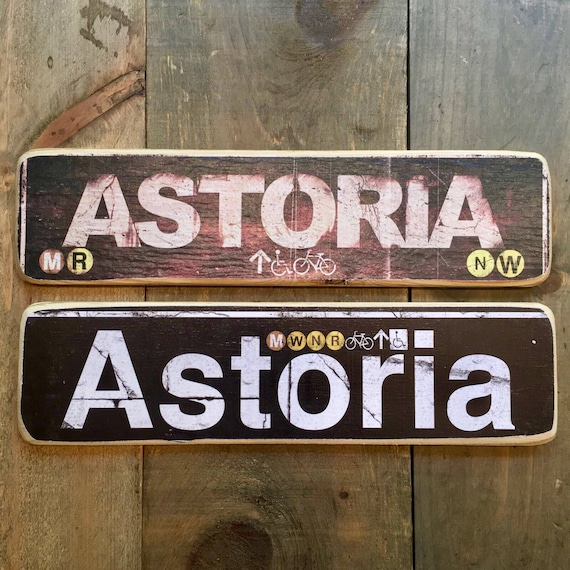 ASTORIA
M R N W
M W N R
Astoria